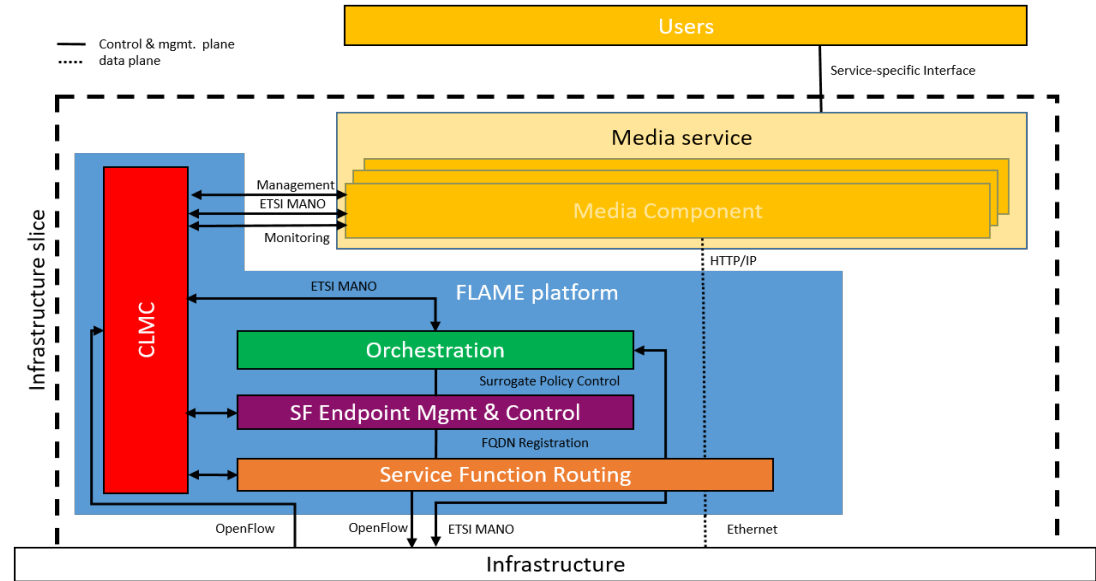 Users
Control & mgmt. plane
data plane
Service-specific Interface
Media service
Management
ETSI MANO
Monitoring
Media Component
HTTP/IP
Infrastructure slice
CLMC
ETSI MANO
FLAME platform
Orchestration
Surrogate Policy Control
SF Endpoint Mgmt & Control
FQDN Registration
Service Function Routing
OpenFlow
OpenFlow
ETSI MANO
Ethernet
Infrastructure